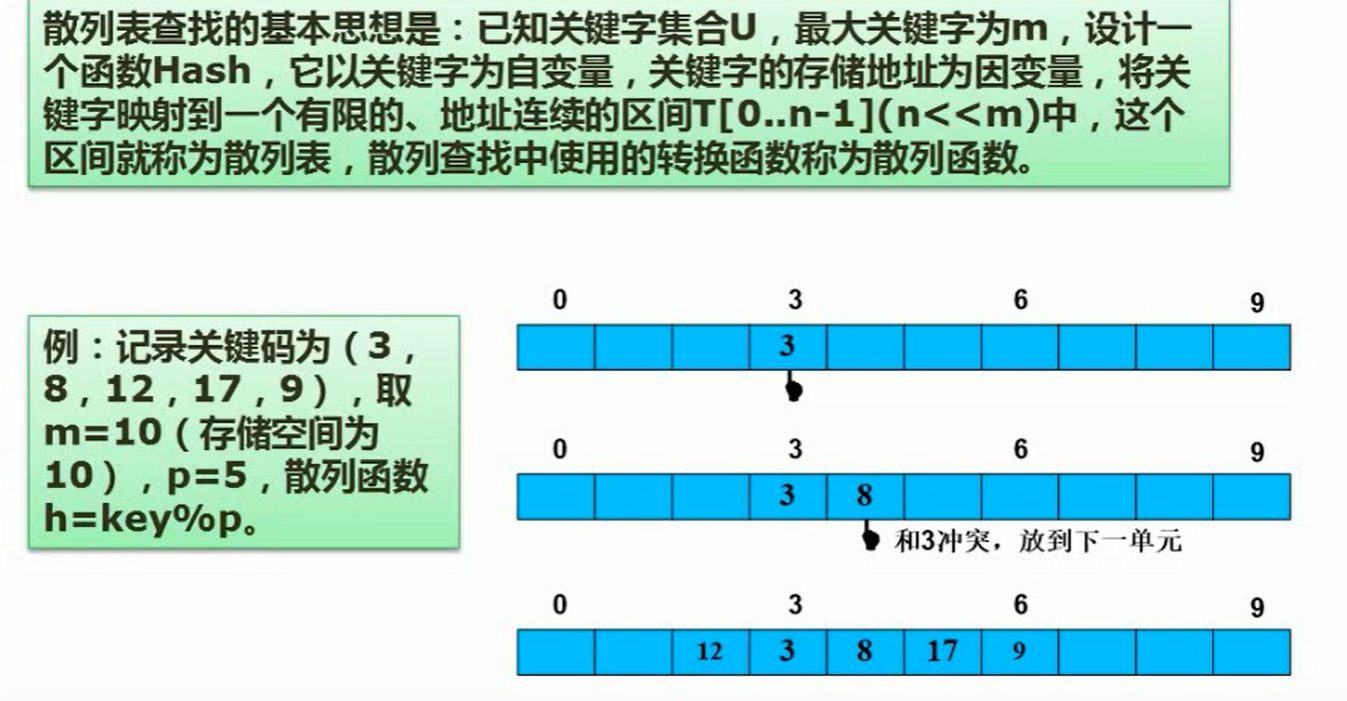 散列表查找的基本思想是：已知关键字集合U，最大关键字为m，设计一
个函数Hash，它以关键字为自变量，关键字的存储地址为因变量，将关
键字映射到一个有限的、地址连续的区间T[0..n-1](n<<m)中，这个
区间就称为散列表，散列查找中使用的转换函数称为散列函数。
例：记录关键码为（3，
8，12，17，9），取
m=10（存储空间为
10），p=5，散列函数
h=key%p。
0 3 6 9
3
0 3 6 9
3 8
和3冲突，放到下一单元
0 3 6 9
12 3 8 17 9